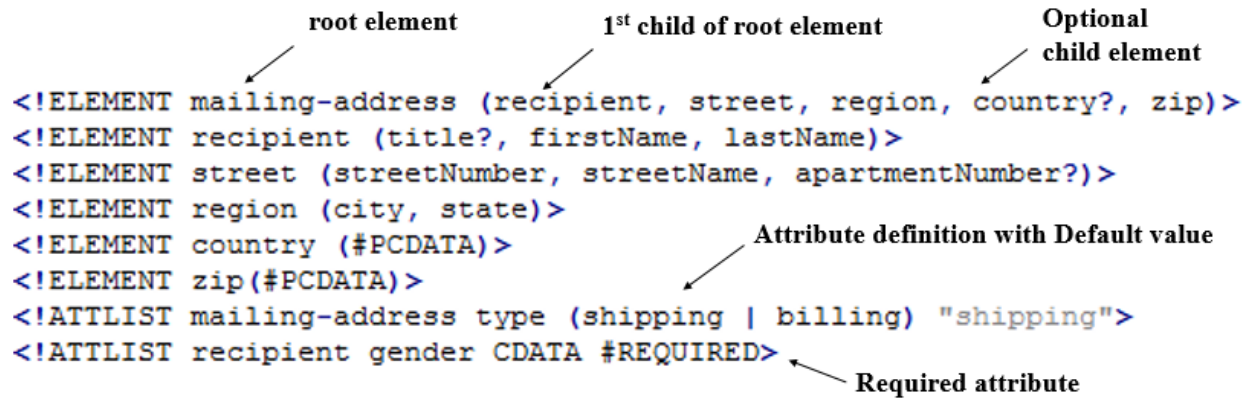 root element
1st child of root element
Optional
child element
<!ELEMENT mailing-address (recipient, street, region, country?, zip)>
<!ELEMENT recipient (title?, firstName, lastName)>
<!ELEMENT street (streetNumber, streetName, apartmentNumber?)>
<!ELEMENT region (city, state)>
<!ELEMENT country (#PCDATA)>
Attribute definition with Default value
<!ELEMENT zip(#PCDATA)>
<!ATTLIST mailing-address type (shipping | billing) "shipping">
<!ATTLIST recipient gender CDATA #REQUIRED>
Required attribute